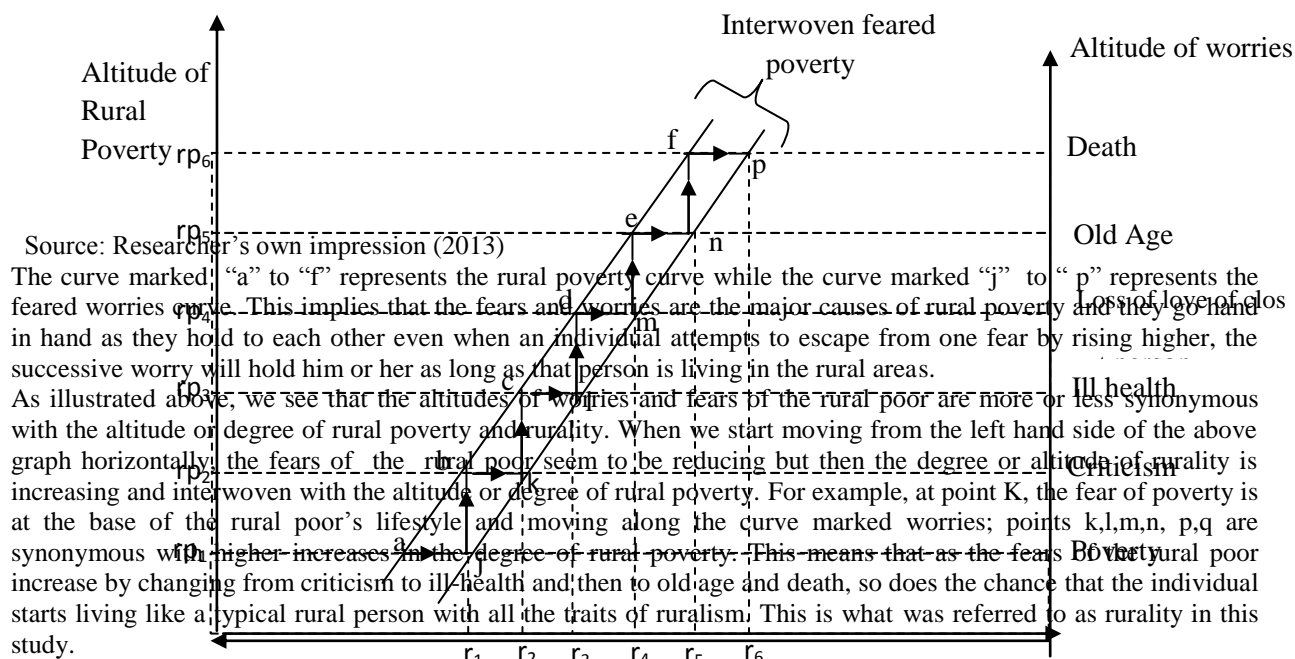 Interwoven feared
poverty
Altitude of worries
Altitude of
Rural
Poverty
rp6
f
p
Death
e
n
rp5
Old Age
Source: Researcher's own impression (2013)
The curve marked “a” to “f” represents the rural poverty curve while the curve marked “j” to “ p” represents the
feared worries curve. This implies that the fears and worries are the major causes of rural poverty and they go hand
in hand as they hold to each other even when an individual attempts to escape from one fear by rising higher, the
successive worry will hold him or her as long as that person is living in the rural areas.
d
rp4
m
Loss of love of clos
c
rp3
l
Ill health
As illustrated above, we see that the altitudes of worries and fears of the rural poor are more or less synonymous
with the altitude or degree of rural poverty and rurality. When we start moving from the left hand side of the above
graph horizontally, the fears of the rural poor seem to be reducing but then the degree or altitude of rurality is
increasing and interwoven with the altitude or degree of rural poverty. For example, at point K, the fear of poverty is
at the base of the rural poor's lifestyle and moving along the curve marked worries; points k,l,m,n, p,q are
synonymous with higher increases in the degree of rural poverty. This means that as the fears of the rural poor
increase by changing from criticism to ill-health and then to old age and death, so does the chance that the individual
starts living like a typical rural person with all the traits of ruralism. This is what was referred to as rurality in this
study.
b
rp2
k
Criticism
a
rp1
j
Poverty
r1 r2 r3 r4 r5 r6